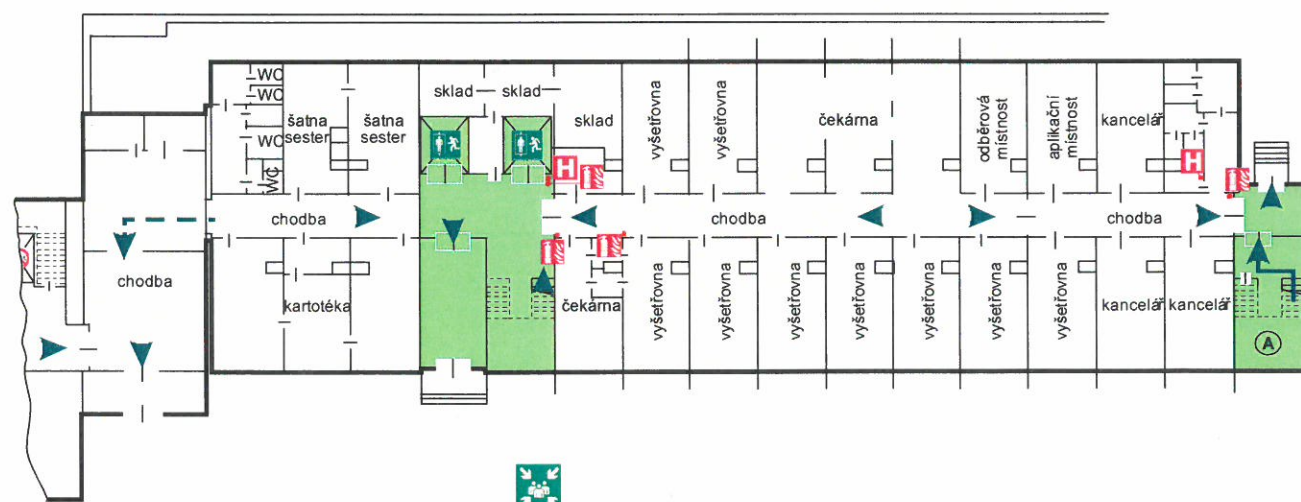 WC
WC
WC
WC
šatna
sester
šatna
sester
sklad
sklad
sklad
vyšetřovna
vyšetřovna
čekárna
odběrová
místnost
aplikační
místnost
kancelář
H
H
chodba
chodba
chodba
chodba
kartotéka
čekárna
vyšetřovna
vyšetřovna
vyšetřovna
vyšetřovna
vyšetřovna
vyšetřovna
vyšetřovna
kancelář
kancelář
A